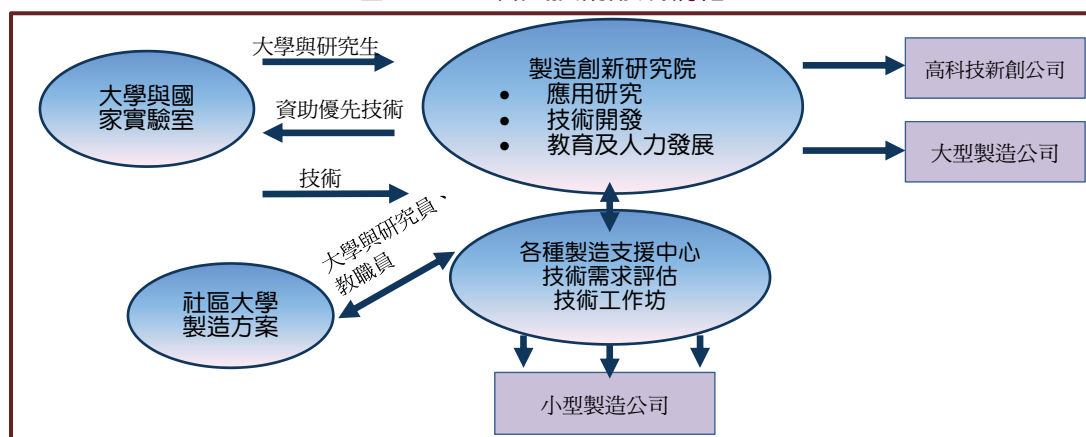 大學與研究生
大學與國
家實驗室
資助優先技術
技術
製造創新研究院
• 應用研究
• 技術開發
• 教育及人力發展
高科技新創公司
大型製造公司
大學與研究員、
教職員
社區大學
製造方案
各種製造支援中心
技術需求評估
技術工作坊
小型製造公司